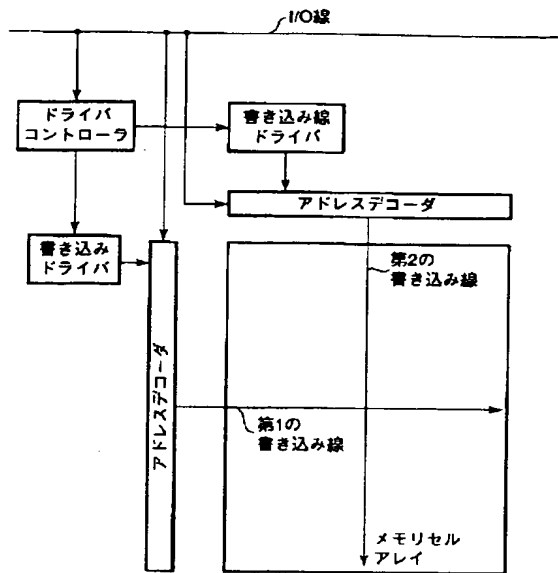 I/O線
ドライバ
コントローラ
書き込み線
ドライバ
アドレスデコーダ
書き込み
ドライバ
第2の
書き込み線
アドレスデコーダ
第1の
書き込み線
メモリセル
アレイ